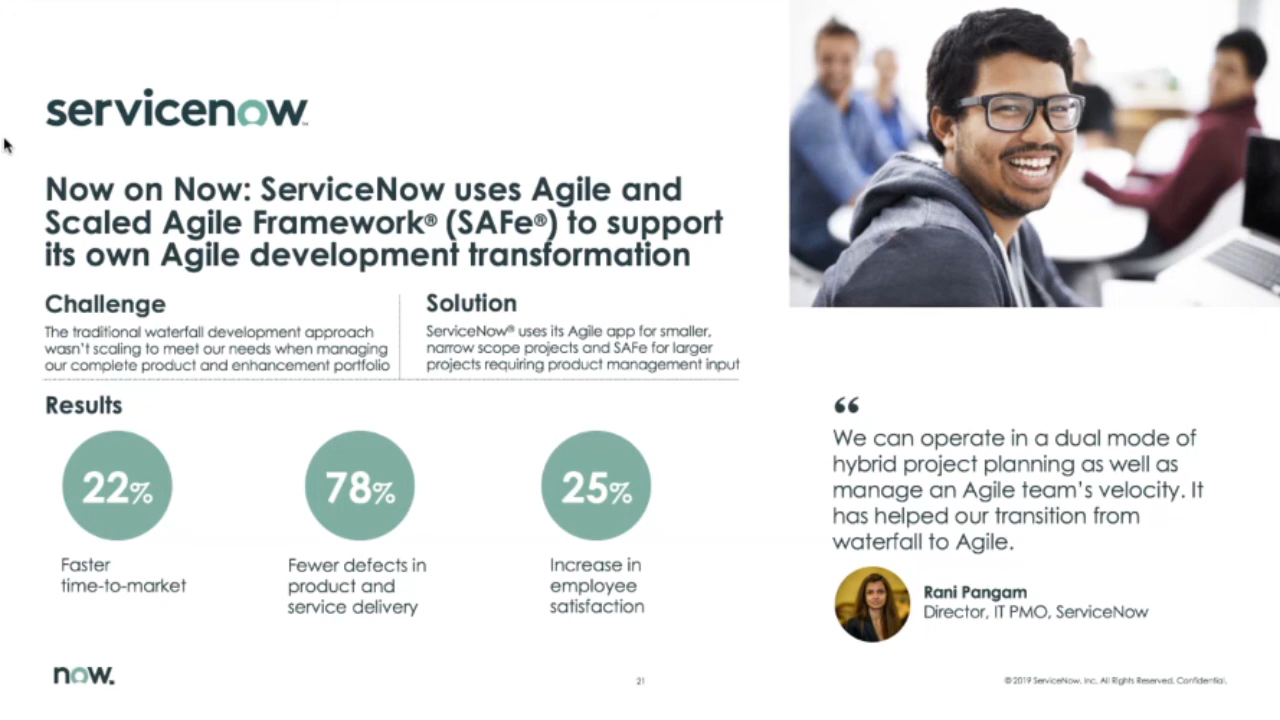 servicenow™
Now on Now: ServiceNow uses Agile and
Scaled Agile Framework® (SAFe®) to support
its own Agile development transformation
Challenge
The traditional waterfall development approach
wasn't scaling to meet our needs when managing
our complete product and enhancement portfolio
Solution
ServiceNow® uses its Agile app for smaller,
narrow scope projects and SAFe for larger
projects requiring product management input
Results
22%
Faster
time-to-market
78%
Fewer defects in
product and
service delivery
25%
Increase in
employee
satisfaction
“
We can operate in a dual mode of
hybrid project planning as well as
manage an Agile team's velocity. It
has helped our transition from
waterfall to Agile.
Rani Pangam
Director, IT PMO, ServiceNow
now.
21
© 2019 ServiceNow, Inc. All Rights Reserved. Confidential.